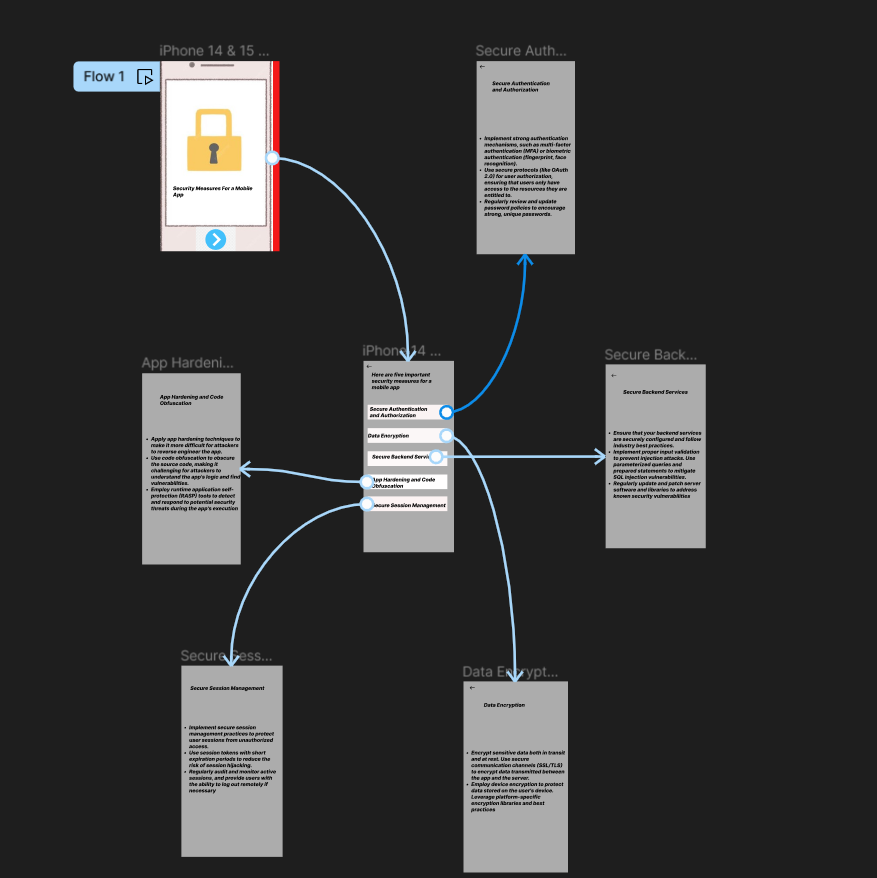 iPhone 14 & 15 ...
Flow 1
Security Measures For a Mobile
App
Secure Auth...
←
Secure Authentication
and Authorization
• Implement strong authentication
mechanisms, such as multi-factor
authentication (MFA) or biometric
authentication (fingerprint, face
recognition).
• Use secure protocols (like OAuth
2.0) for user authorization,
ensuring that users only have
access to the resources they are
entitled to.
• Regularly review and update
password policies to encourage
strong, unique passwords.
iPhone 14 ...
←
Here are five important
security measures for a
mobile app
Secure Authentication
and Authorization
Data Encryption
Secure Backend Servic
App Hardening and Code
Obfuscation
Secure Session Management
App Hardeni...
App Hardening and Code
Obfuscation
• Apply app hardening techniques to
make it more difficult for attackers
to reverse engineer the app.
• Use code obfuscation to obscure
the source code, making it
challenging for attackers to
understand the app's logic and find
vulnerabilities.
• Employ runtime application self-
protection (RASP) tools to detect
and respond to potential security
threats during the app's execution
Secure Back...
←
Secure Backend Services
• Ensure that your backend services
are securely configured and follow
industry best practices.
• Implement proper input validation
to prevent injection attacks. Use
parameterized queries and
prepared statements to mitigate
SQL injection vulnerabilities.
• Regularly update and patch server
software and libraries to address
known security vulnerabilities
Secure Sess...
Secure Session Management
• Implement secure session
management practices to protect
user sessions from unauthorized
access.
• Use session tokens with short
expiration periods to reduce the
risk of session hijacking.
• Regularly audit and monitor active
sessions, and provide users with
the ability to log out remotely if
necessary
Data Encrypt...
←
Data Encryption
• Encrypt sensitive data both in transit
and at rest. Use secure
communication channels (SSL/TLS)
to encrypt data transmitted between
the app and the server.
• Employ device encryption to protect
data stored on the user's device.
Leverage platform-specific
encryption libraries and best
practices